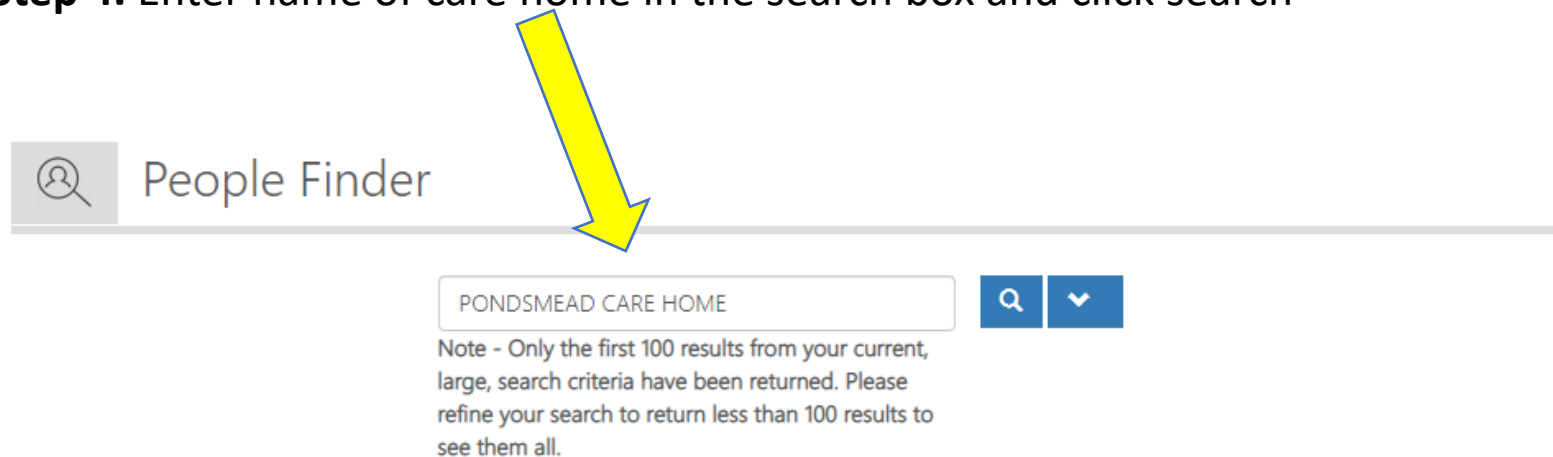 Enter name of care home in the search box and click search
People Finder
PONDSMEAD CARE HOME
Note - Only the first 100 results from your current,
large, search criteria have been returned. Please
refine your search to return less than 100 results to
see them all.